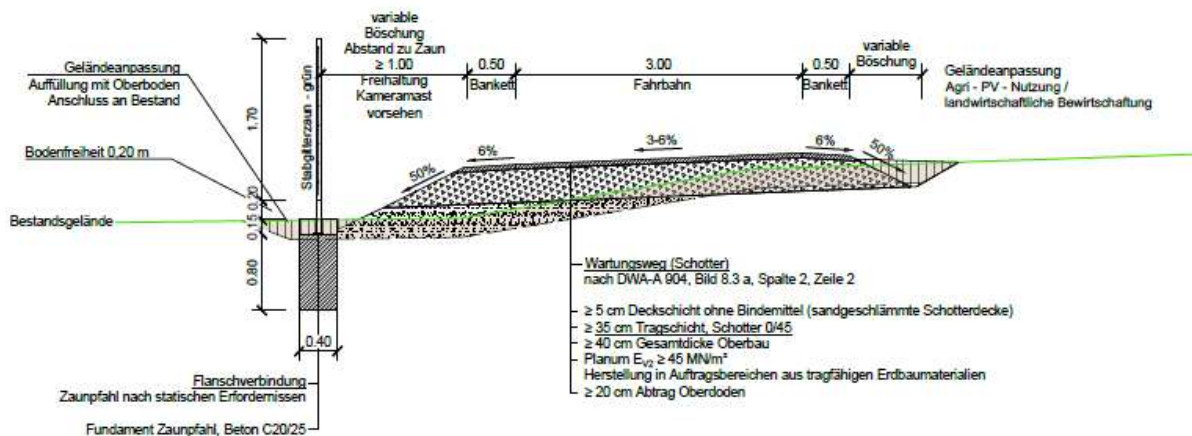 variable
Böschung
Abstand zu Zaun
≥ 1.00
Freihaltung
Kameramast
vorsehen
0.50
Bankett
3.00
Fahrbahn
0.50
Bankett
variable
Böschung
Geländeanpassung
Auffüllung mit Oberboden
Anschluss an Bestand
Geländeanpassung
Agri - PV - Nutzung /
landwirtschaftliche Bewirtschaftung
1.70
Stabgitterzaun - grün
Bodenfreiheit 0,20 m
50%
6%
3-6%
6%
50%
0.20
Bestandsgelände
0.15
0.80
0.40
Wartungsweg (Schotter)
nach DWA-A 904, Bild 8.3 a, Spalte 2, Zeile 2
≥ 5 cm Deckschicht ohne Bindemittel (sandgeschlämmte Schotterdecke)
≥ 35 cm Tragschicht, Schotter 0/45
≥ 40 cm Gesamtdicke Oberbau
Planum EV2 ≥ 45 MN/m²
Herstellung in Auftragsbereichen aus tragfähigen Erdbaumaterialien
≥ 20 cm Abtrag Oberdoden
Flanschverbindung
Zaunpfahl nach statischen Erfordernissen
Fundament Zaunpfahl, Beton C20/25